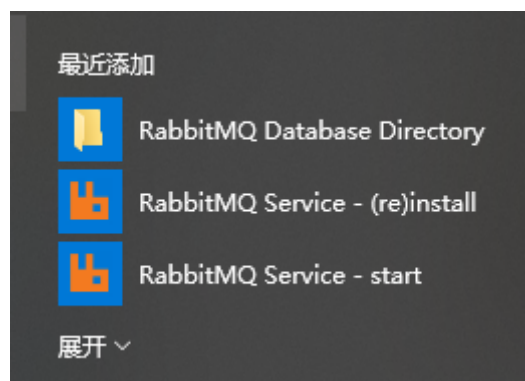 最近添加
RabbitMQ Database Directory
RabbitMQ Service - (re)install
RabbitMQ Service - start
展开